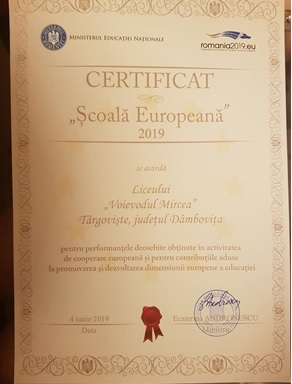 MINISTERUL EDUCAȚIEI NAȚIONALE
romania2019.eu
CERTIFICAT
„Școală Europeană”
2019
se acordă
Liceului
„Voievodul Mircea”
Târgoviște, județul Dâmbovița
pentru performanțele deosebite obținute în activitatea
de cooperare europeană și pentru contribuțiile aduse
la promovarea și dezvoltarea dimensiunii europene a educației
4 iunie 2019
Data
Ecaterina ANDRONESCU
Ministru